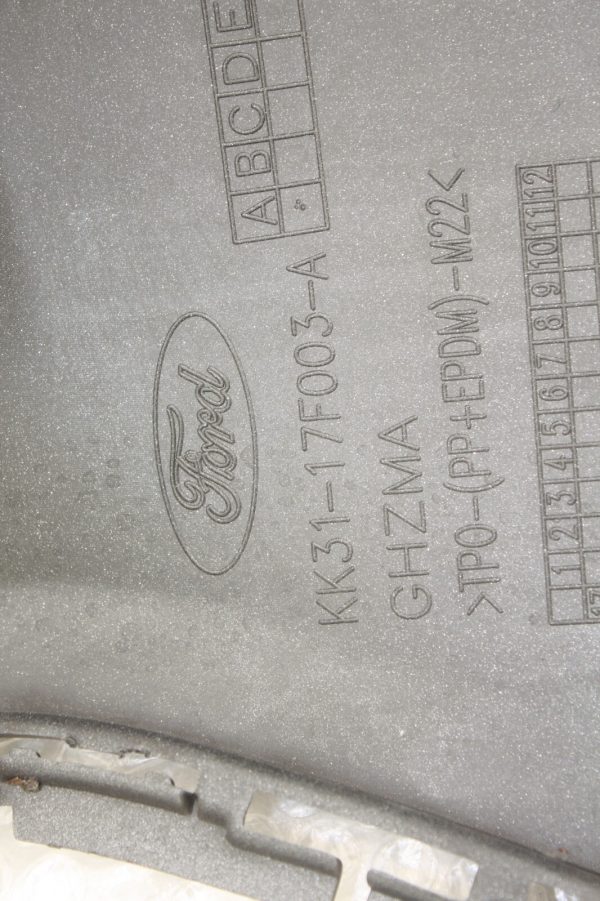 A B C D E
Ford
KK31-17F003-A
GHZMA
>TPO-(PP+EPDM)-M22<
1 2 3 4 5 6 7 8 9 10 11 12
17